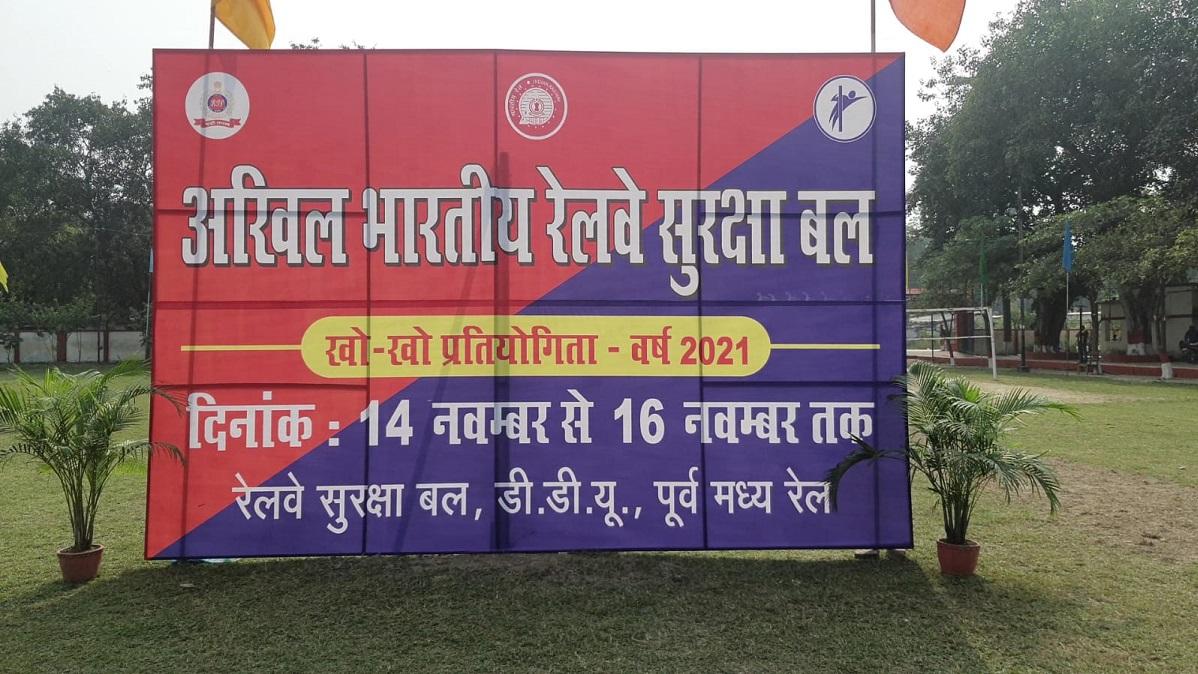 अखिल भारतीय रेलवे सुरक्षा बल
खो-खो प्रतियोगिता - वर्ष 2021
दिनांक : 14 नवम्बर से 16 नवम्बर तक
रेलवे सुरक्षा बल, डी.डी.यू., पूर्व मध्य रेल